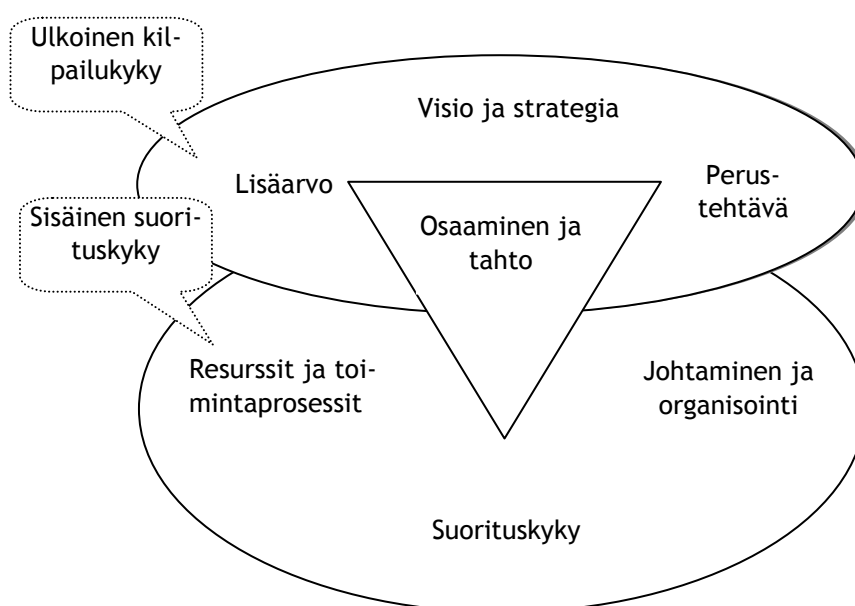 Ulkoinen kil-
pailukyky
Visio ja strategia
Lisäarvo
Perus-
tehtävä
Sisäinen suori-
tuskyky
Osaaminen ja
tahto
Resurssit ja toi-
mintaprosessit
Johtaminen ja
organisointi
Suorituskyky